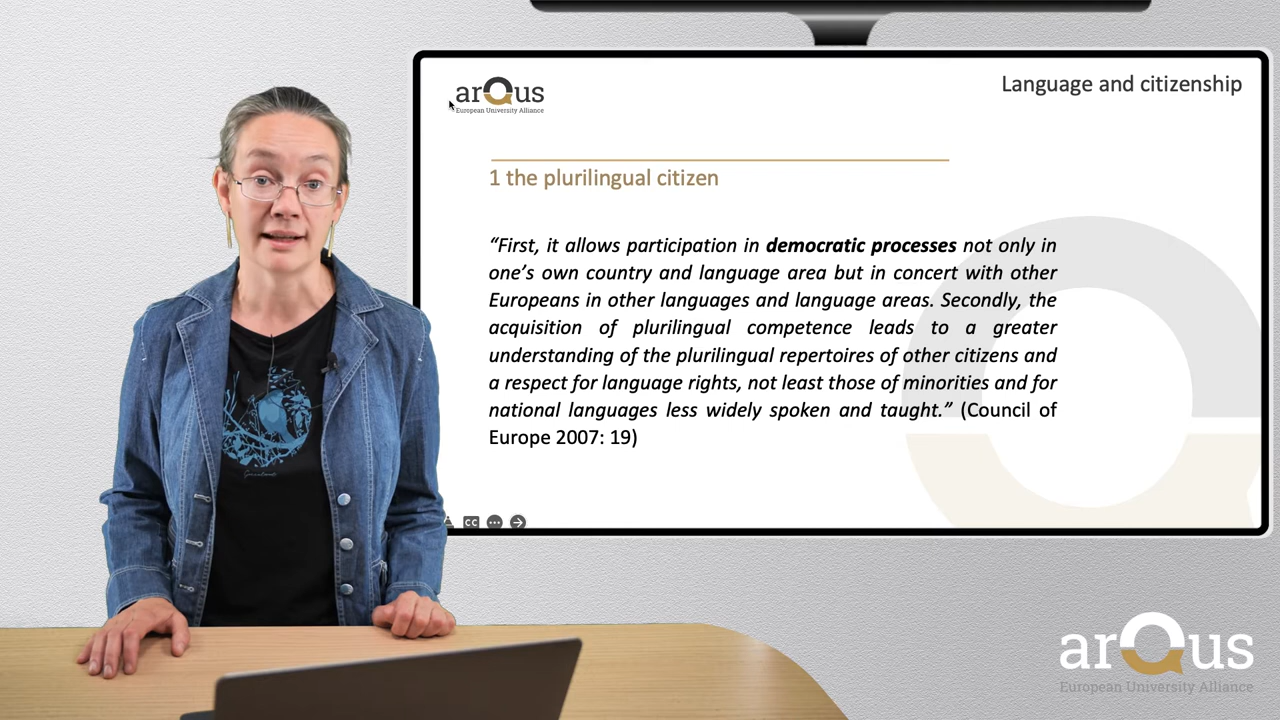 arQus
European University Alliance
Language and citizenship
1 the plurilingual citizen
“First, it allows participation in democratic processes not only in
one’s own country and language area but in concert with other
Europeans in other languages and language areas. Secondly, the
acquisition of plurilingual competence leads to a greater
understanding of the plurilingual repertoires of other citizens and
a respect for language rights, not least those of minorities and for
national languages less widely spoken and taught.” (Council of
Europe 2007: 19)
CC
arQus
European University Alliance